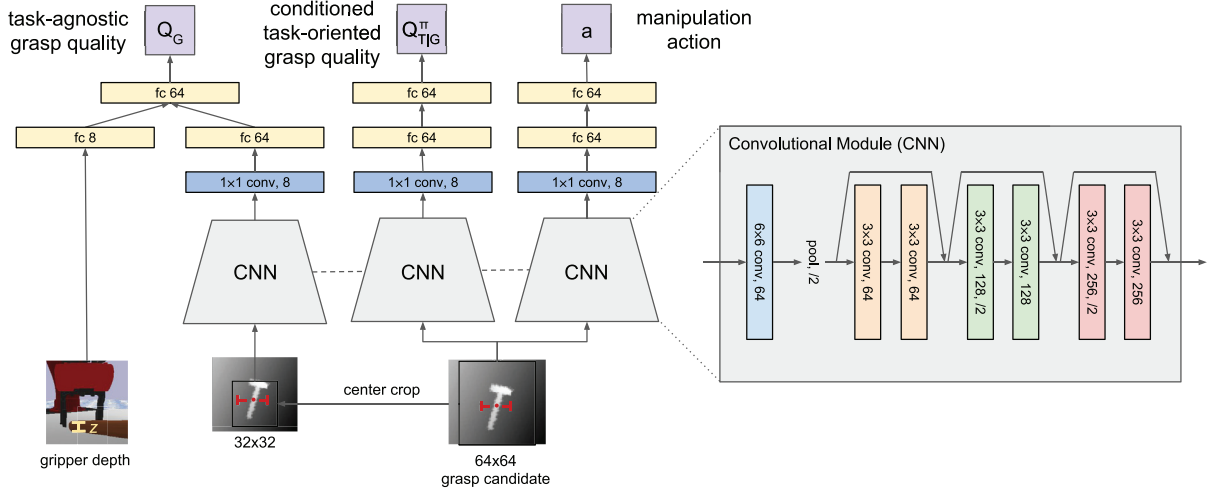 task-agnostic
grasp quality
Q_G
conditioned
task-oriented
grasp quality
Q^π_T|G
a
manipulation
action
fc 64
fc 64
fc 64
fc 8
fc 64
fc 64
fc 64
1×1 conv, 8
1×1 conv, 8
1×1 conv, 8
CNN
CNN
CNN
Convolutional Module (CNN)
6×6 conv, 64
pool, /2
3×3 conv, 64
3×3 conv, 64
3×3 conv, 128, /2
3×3 conv, 128
3×3 conv, 256, /2
3×3 conv, 256
z
center crop
gripper depth
32x32
64x64
grasp candidate